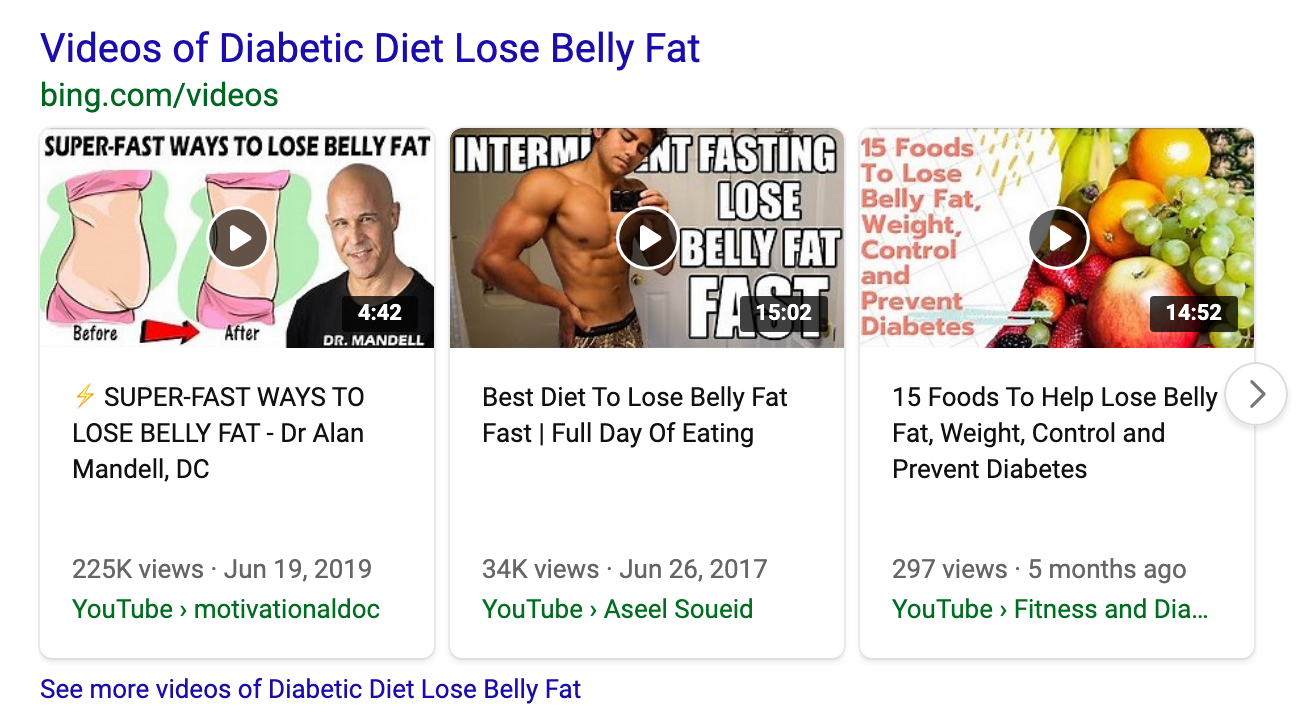 Videos of Diabetic Diet Lose Belly Fat
bing.com/videos
SUPER-FAST WAYS TO LOSE BELLY FAT
Before
After
4:42
DR. MANDELL
⚡ SUPER-FAST WAYS TO
LOSE BELLY FAT - Dr Alan
Mandell, DC
225K views · Jun 19, 2019
YouTube › motivationaldoc
INTERMI NT FASTING
LOSE
BELLY FAT
FAST
15:02
Best Diet To Lose Belly Fat
Fast | Full Day Of Eating
34K views · Jun 26, 2017
YouTube › Aseel Soueid
15 Foods
To Lose
Belly Fat,
Weight,
Control
and
Prevent
Diabetes
14:52
15 Foods To Help Lose Belly
Fat, Weight, Control and
Prevent Diabetes
297 views · 5 months ago
YouTube › Fitness and Dia...
See more videos of Diabetic Diet Lose Belly Fat